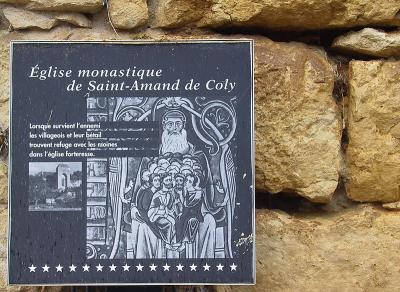 Église monastique
de Saint-Amand de Coly
Lorsque survient l'ennemi
les villageois et leur bétail
trouvent refuge avec les moines
dans l'église forteresse.